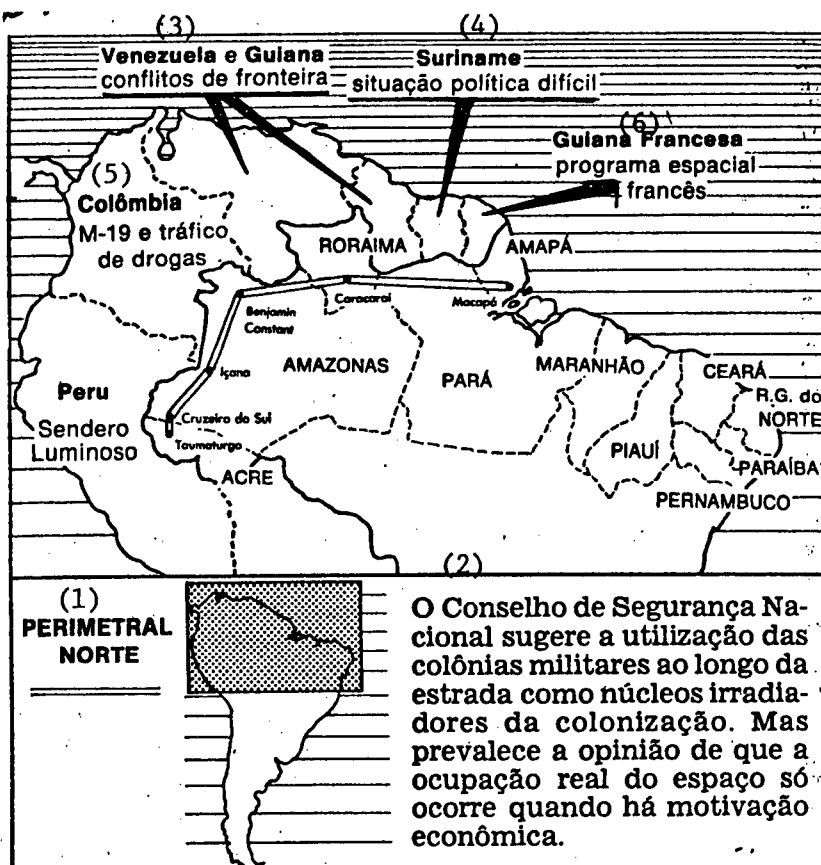 (3)
Venezuela e Guiana
conflitos de fronteira
(4)
Suriname
situação política difícil
(6)
Guiana Francesa
programa espacial
francês
(5)
Colômbia
M-19 e tráfico
de drogas
RORAIMA
AMAPÁ
Caracaraí
Macapá
Benjamin
Constant
Içana
AMAZONAS
PARÁ
MARANHÃO
CEARÁ
R.G. do
NORTE
Peru
Sendero
Luminoso
Cruzeiro do Sul
Taumaturgo
ACRE
PIAUÍ
PARAÍBA
PERNAMBUCO
(1)
PERIMETRAL
NORTE
(2)
O Conselho de Segurança Na-
cional sugere a utilização das
colônias militares ao longo da
estrada como núcleos irradia-
dores da colonização. Mas
prevalece a opinião de que a
ocupação real do espaço só
ocorre quando há motivação
econômica.